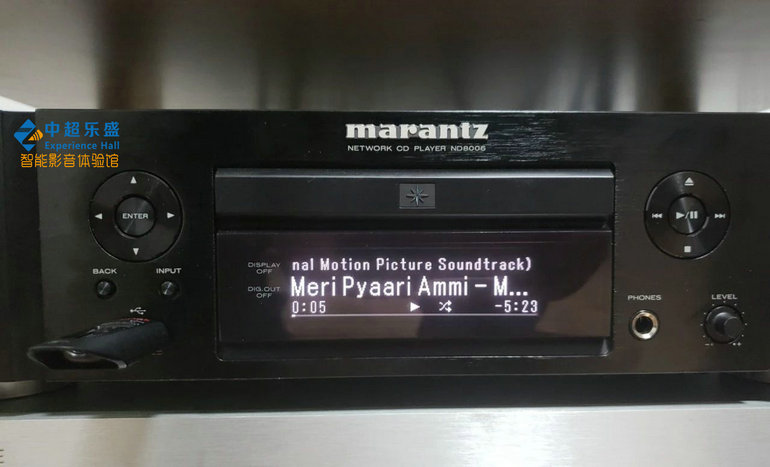 中超乐盛
Experience Hall
智能影音体验馆
marantz
NETWORK CD PLAYER ND8006
ENTER
BACK
INPUT
DISPLAY
OFF
DIG.OUT
OFF
nal Motion Picture Soundtrack)
Meri Pyaari Ammi - M...
0:05
-5:23
PHONES
LEVEL